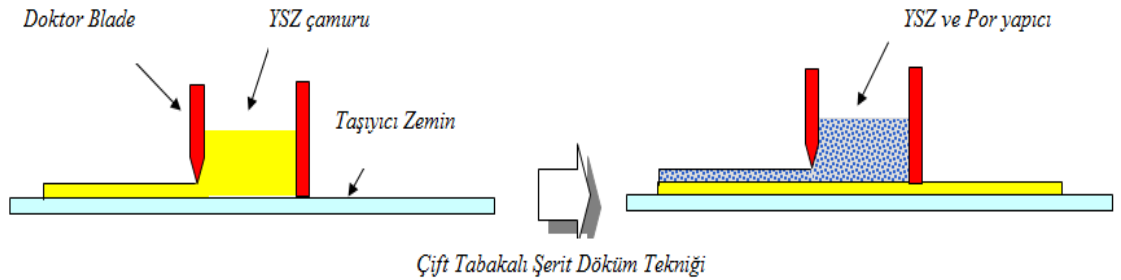 Doktor Blade
YSZ çamuru
YSZ ve Por yapıcı
Taşıyıcı Zemin
Çift Tabakalı Şerit Döküm Tekniği